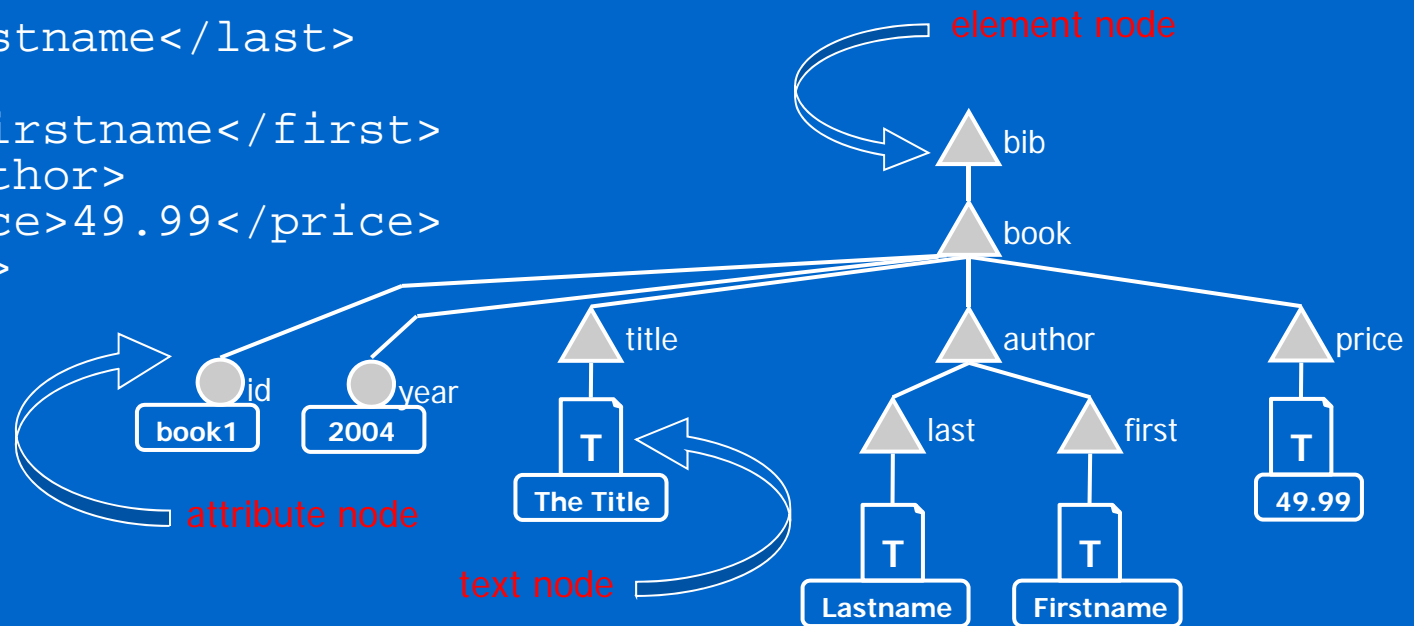 stname</last>
irstname</first>
thor>
ce>49.99</price>
>
element node
bib
book
title
author
price
id
year
book1
2004
last
first
T
T
The Title
49.99
attribute node
T
T
text node
Lastname
Firstname